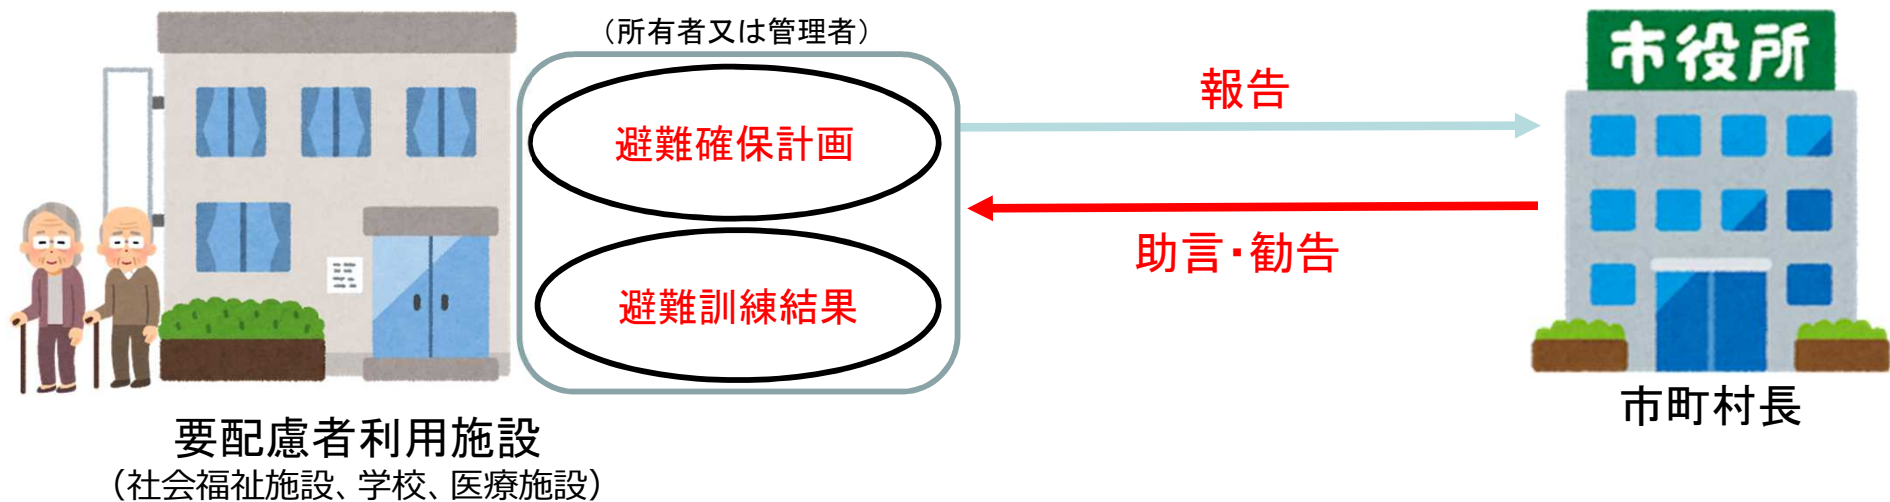 （所有者又は管理者）
避難確保計画
避難訓練結果
報告
助言・勧告
市役所
市町村長
要配慮者利用施設
（社会福祉施設、学校、医療施設）